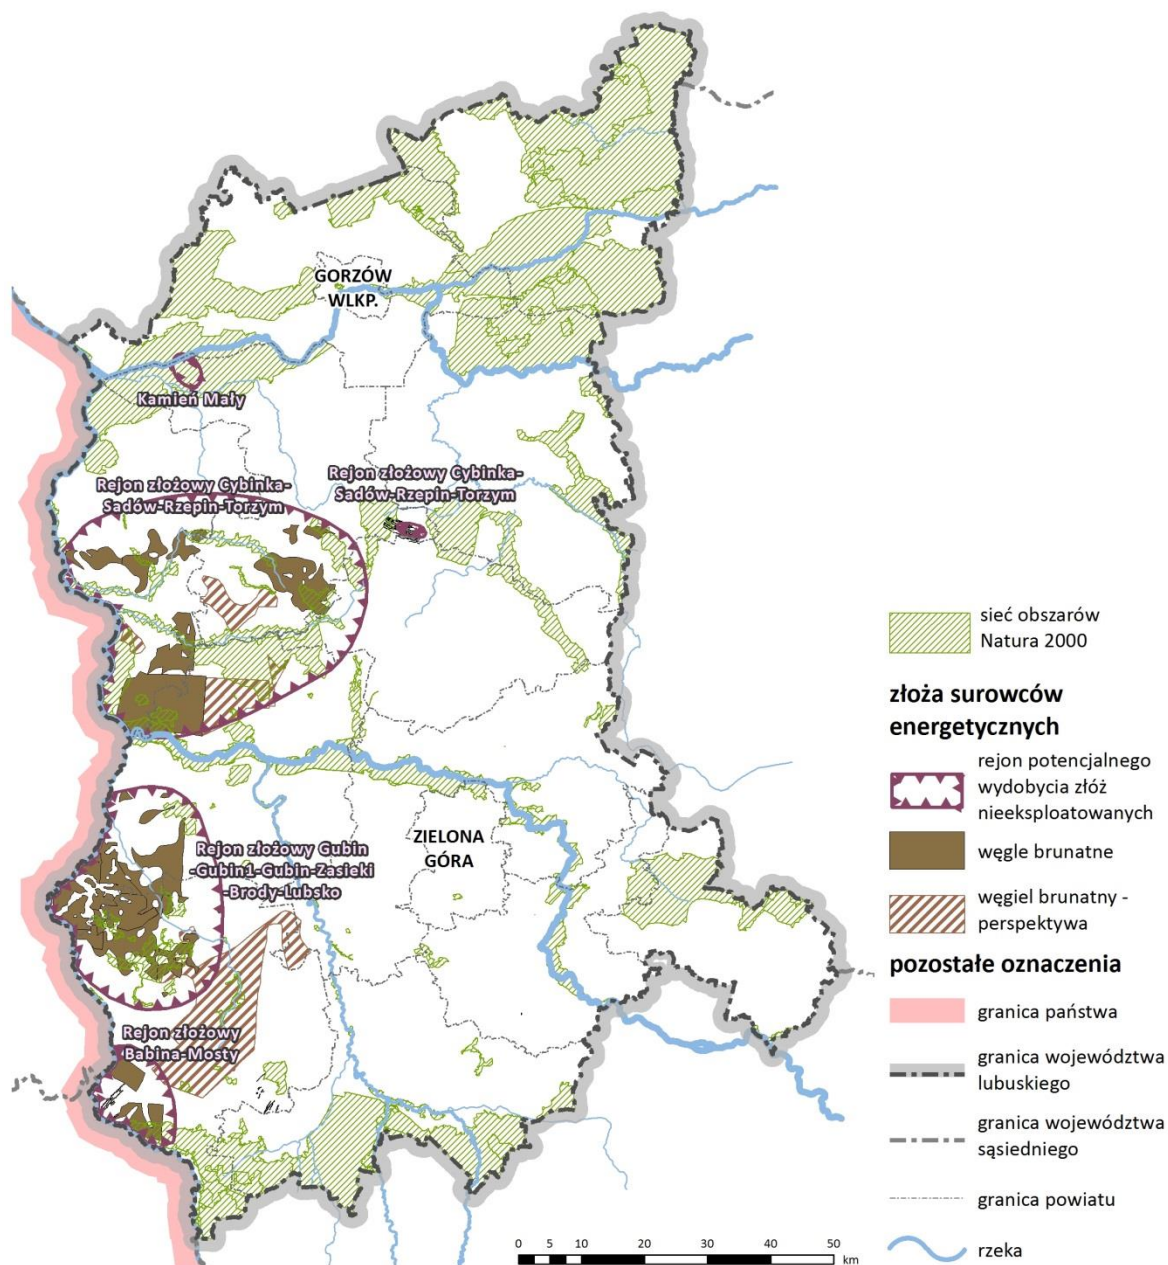 GORZÓW
WLKP.
Kamień Mały
Rejon złożowy Cybinka-
Sadów-Rzepin-Torzym
Rejon złożowy Cybinka-
Sadów-Rzepin-Torzym
ZIELONA
GÓRA
Rejon złożowy Gubin
-Gubin1-Gubin-Zasieki
-Brody-Lubsko
Rejon złożowy
Babina-Mosty
sieć obszarów
Natura 2000
złoża surowców
energetycznych
rejon potencjalnego
wydobycia złóż
nieeksploatowanych
węgle brunatne
węgiel brunatny -
perspektywa
pozostałe oznaczenia
granica państwa
granica województwa
lubuskiego
granica województwa
sąsiedniego
granica powiatu
rzeka
0 5 10 20 30 40 50
km